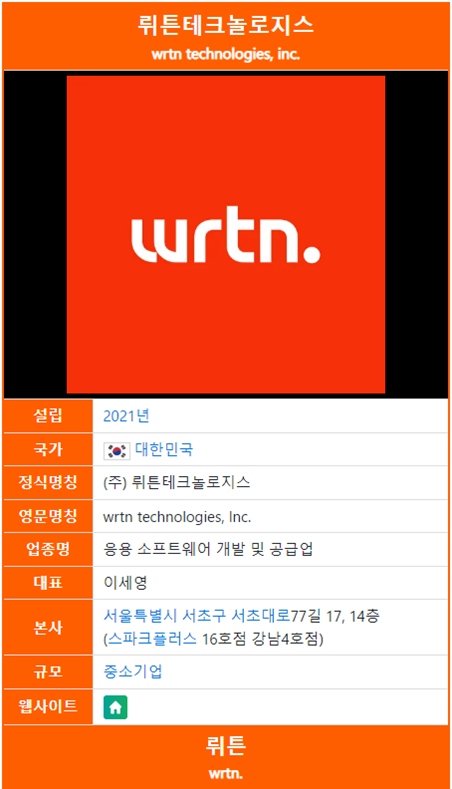 뤼튼테크놀로지스
wrtn technologies, inc.
wrtn.
설립 2021년
국가 대한민국
정식명칭 (주) 뤼튼테크놀로지스
영문명칭 wrtn technologies, Inc.
업종명 응용 소프트웨어 개발 및 공급업
대표 이세영
본사 서울특별시 서초구 서초대로77길 17, 14층
(스파크플러스 16호점 강남4호점)
규모 중소기업
웹사이트
뤼튼
wrtn.